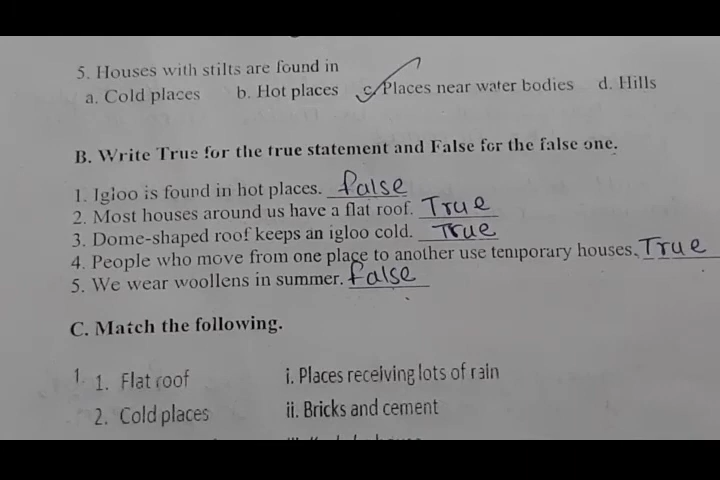 5. Houses with stilts are found in
a. Cold places b. Hot places c. Places near water bodies d. Hills
B. Write True for the true statement and False for the false one.
1. Igloo is found in hot places. false
2. Most houses around us have a flat roof. True
3. Dome-shaped roof keeps an igloo cold. True
4. People who move from one place to another use temporary houses. True
5. We wear woollens in summer. false
C. Match the following.
1. 1. Flat roof i. Places receiving lots of rain
2. Cold places ii. Bricks and cement